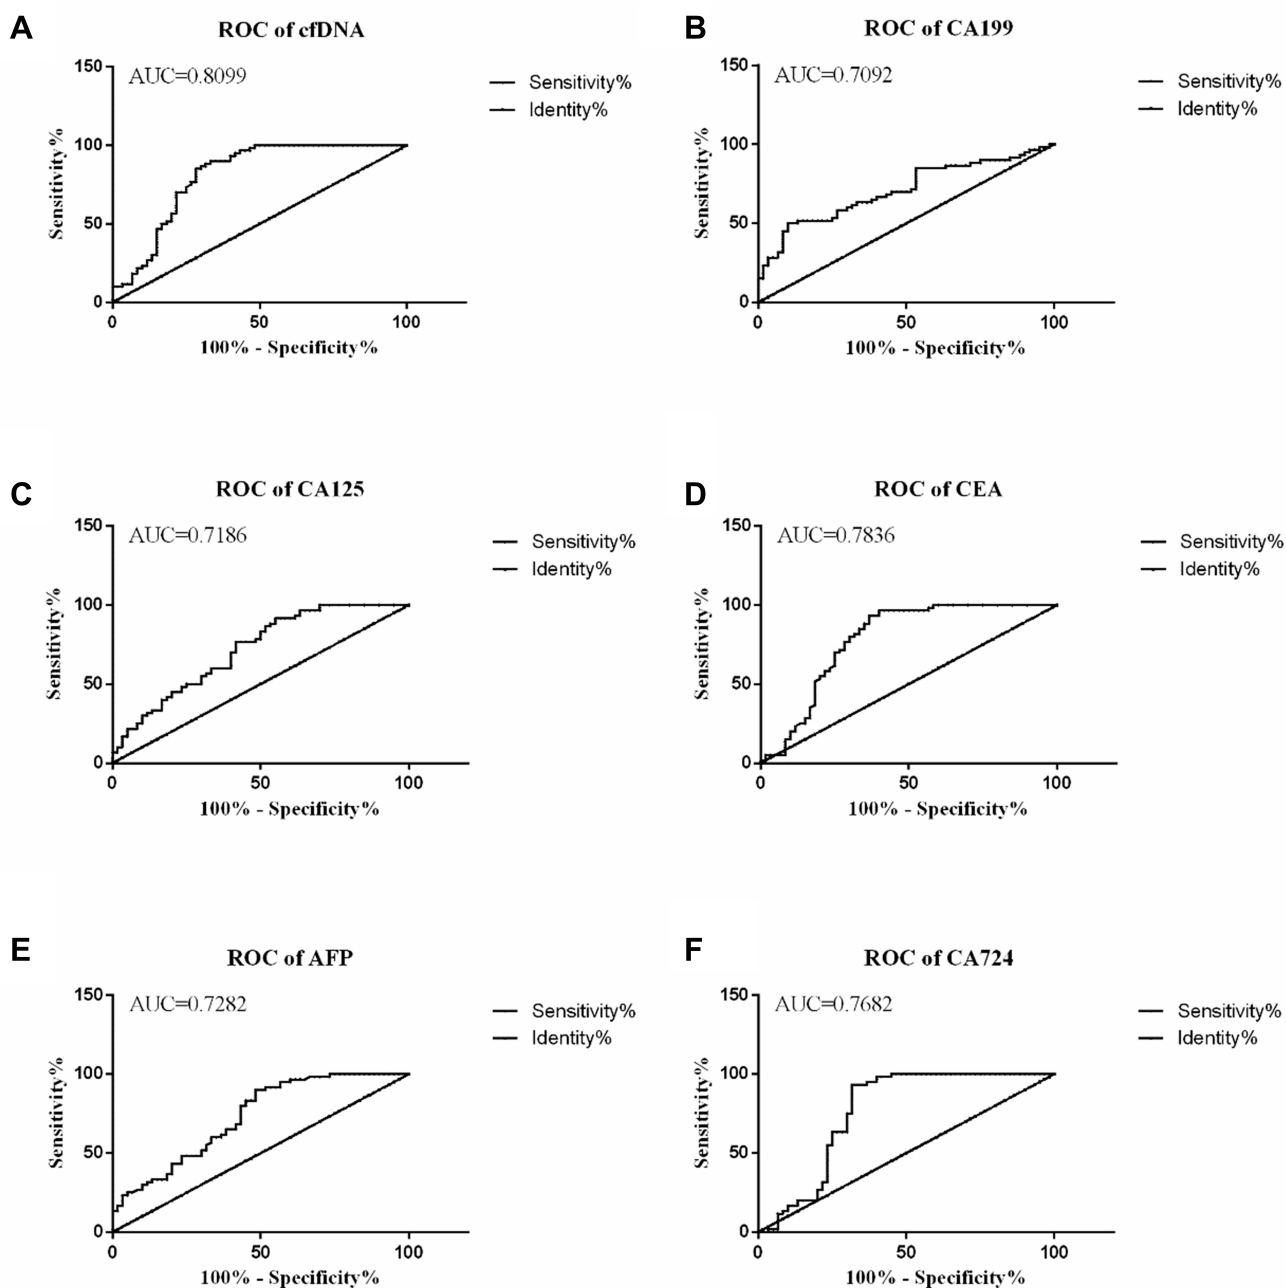 A
ROC of cfDNA
AUC=0.8099
Sensitivity%
Identity%
150
100
50
0
Sensitivity%
0 50 100
100% - Specificity%
B
ROC of CA199
AUC=0.7092
Sensitivity%
Identity%
150
100
50
0
Sensitivity%
0 50 100
100% - Specificity%
C
ROC of CA125
AUC=0.7186
Sensitivity%
Identity%
150
100
50
0
Sensitivity%
0 50 100
100% - Specificity%
D
ROC of CEA
AUC=0.7836
Sensitivity%
Identity%
150
100
50
0
Sensitivity%
0 50 100
100% - Specificity%
E
ROC of AFP
AUC=0.7282
Sensitivity%
Identity%
150
100
50
0
Sensitivity%
0 50 100
100% - Specificity%
F
ROC of CA724
AUC=0.7682
Sensitivity%
Identity%
150
100
50
0
Sensitivity%
0 50 100
100% - Specificity%